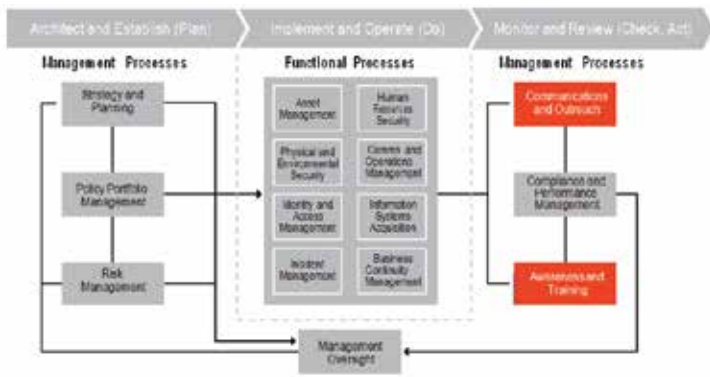 Architect and Establish (Plan)
Implement and Operate (Do)
Monitor and Review (Check, Act)
Management Processes
Functional Processes
Management Processes
Strategy and
Planning
Policy Portfolio
Management
Risk
Management
Asset
Management
Human
Resources
Security
Physical and
Environmental
Security
Comms and
Operations
Management
Identity and
Access
Management
Information
Systems
Acquisition
Incident
Management
Business
Continuity
Management
Communications
and Outreach
Compliance and
Performance
Management
Awareness and
Training
Management
Oversight